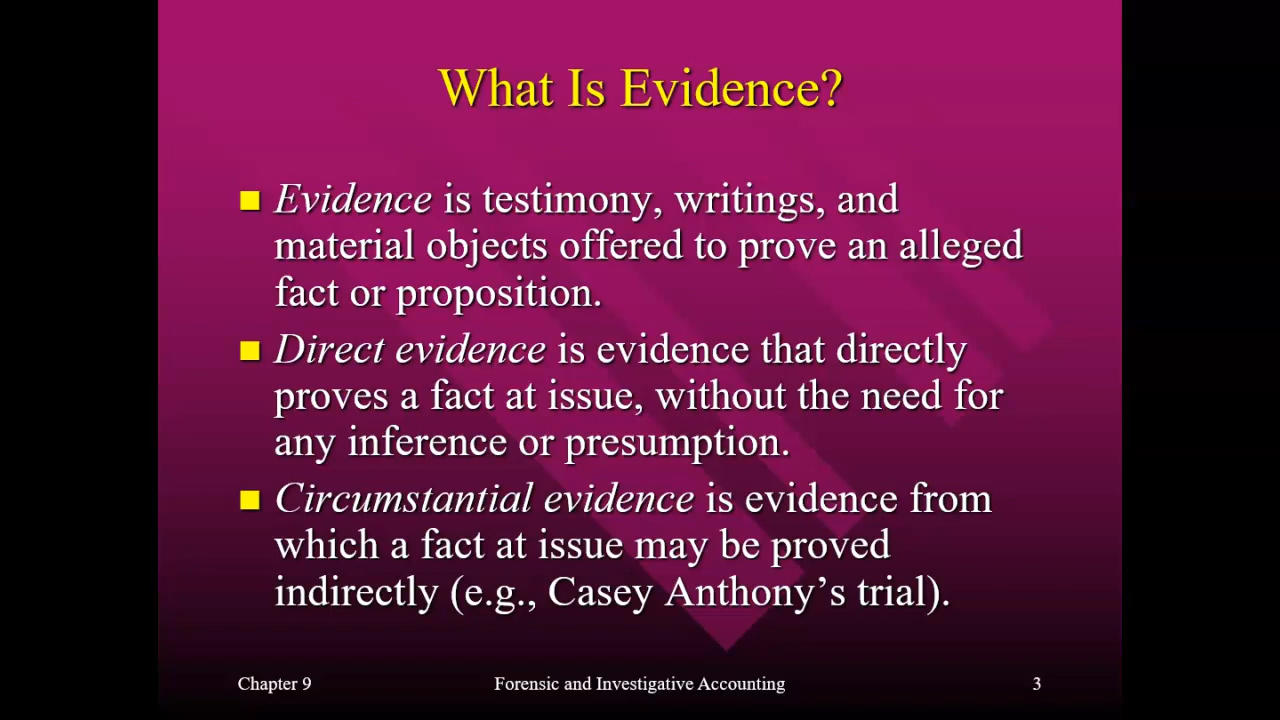 What Is Evidence?
Evidence is testimony, writings, and
material objects offered to prove an alleged
fact or proposition.
Direct evidence is evidence that directly
proves a fact at issue, without the need for
any inference or presumption.
Circumstantial evidence is evidence from
which a fact at issue may be proved
indirectly (e.g., Casey Anthony’s trial).
Chapter 9 Forensic and Investigative Accounting 3